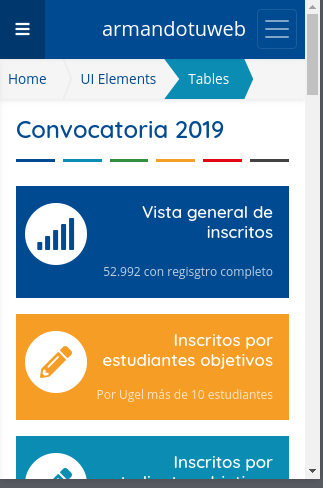 armandotuweb
Home
UI Elements
Tables
Convocatoria 2019
Vista general de
inscritos
52.992 con regisgtro completo
Inscritos por
estudiantes objetivos
Por Ugel más de 10 estudiantes
Inscritos por